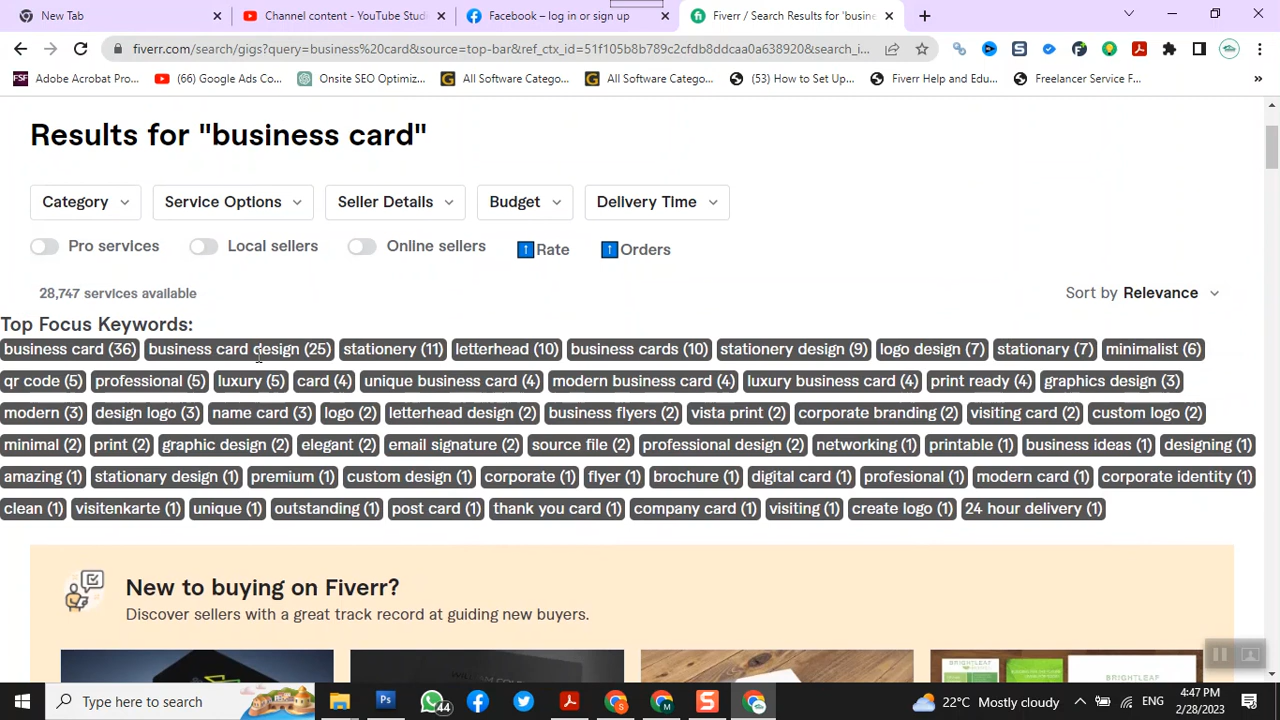 New Tab
Channel content - YouTube Stud
Facebook – log in or sign up
Fiverr / Search Results for 'busine
fiverr.com/search/gigs?query=business%20card&source=top-bar&ref_ctx_id=51f105b8b789c2cfdb8ddcaa0a638920&search_i...
Adobe Acrobat Pro...
(66) Google Ads Co...
Onsite SEO Optimiz...
All Software Catego...
All Software Catego...
(53) How to Set Up...
Fiverr Help and Edu...
Freelancer Service F...
»
Results for "business card"
Category
Service Options
Seller Details
Budget
Delivery Time
Pro services
Local sellers
Online sellers
↑Rate
↑Orders
28,747 services available
Sort by Relevance
Top Focus Keywords:
business card (36) business card design (25) stationery (11) letterhead (10) business cards (10) stationery design (9) logo design (7) stationary (7) minimalist (6)
qr code (5) professional (5) luxury (5) card (4) unique business card (4) modern business card (4) luxury business card (4) print ready (4) graphics design (3)
modern (3) design logo (3) name card (3) logo (2) letterhead design (2) business flyers (2) vista print (2) corporate branding (2) visiting card (2) custom logo (2)
minimal (2) print (2) graphic design (2) elegant (2) email signature (2) source file (2) professional design (2) networking (1) printable (1) business ideas (1) designing (1)
amazing (1) stationary design (1) premium (1) custom design (1) corporate (1) flyer (1) brochure (1) digital card (1) profesional (1) modern card (1) corporate identity (1)
clean (1) visitenkarte (1) unique (1) outstanding (1) post card (1) thank you card (1) company card (1) visiting (1) create logo (1) 24 hour delivery (1)
New to buying on Fiverr?
Discover sellers with a great track record at guiding new buyers.
BRIGHTLEAF
BRIGHTLEAF
Type here to search
Ps
44
22°C Mostly cloudy
ENG
4:47 PM
2/28/2023